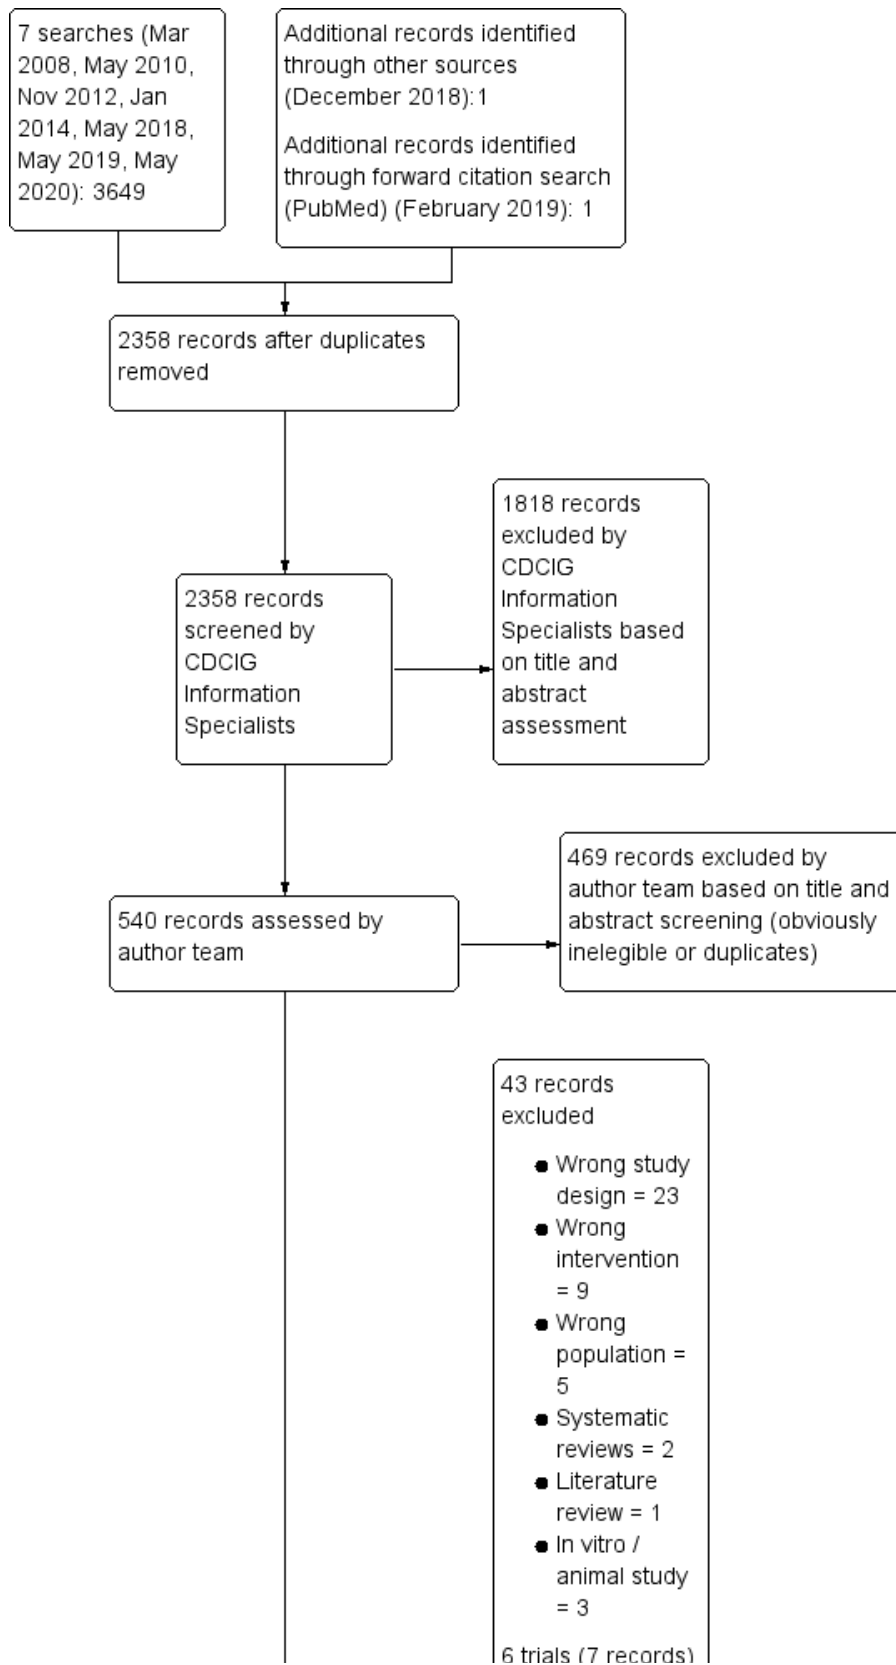 7 searches (Mar
2008, May 2010,
Nov 2012, Jan
2014, May 2018,
May 2019, May
2020): 3649
Additional records identified
through other sources
(December 2018):1
Additional records identified
through forward citation search
(PubMed) (February 2019): 1
2358 records after duplicates
removed
1818 records
excluded by
CDCIG
Information
Specialists based
on title and
abstract
assessment
2358 records
screened by
CDCIG
Information
Specialists
469 records excluded by
author team based on title and
abstract screening (obviously
inelegible or duplicates)
540 records assessed by
author team
43 records
excluded
● Wrong study
design = 23
● Wrong
intervention
= 9
● Wrong
population =
5
● Systematic
reviews = 2
● Literature
review = 1
● In vitro /
animal study
= 3
6 trials (7 records)